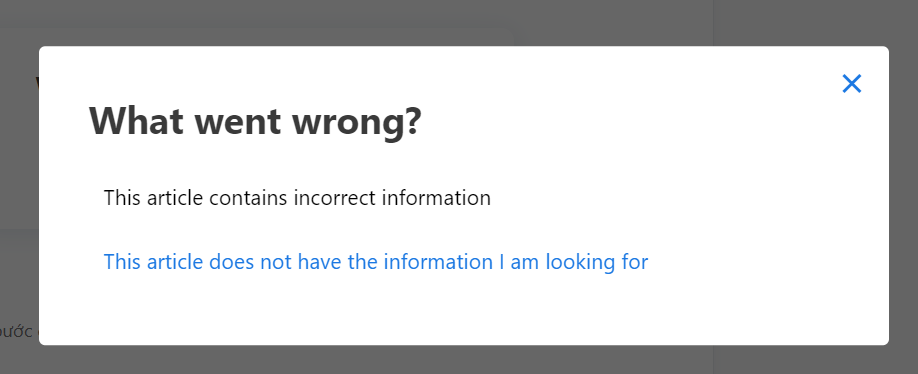 What went wrong?
This article contains incorrect information
This article does not have the information I am looking for